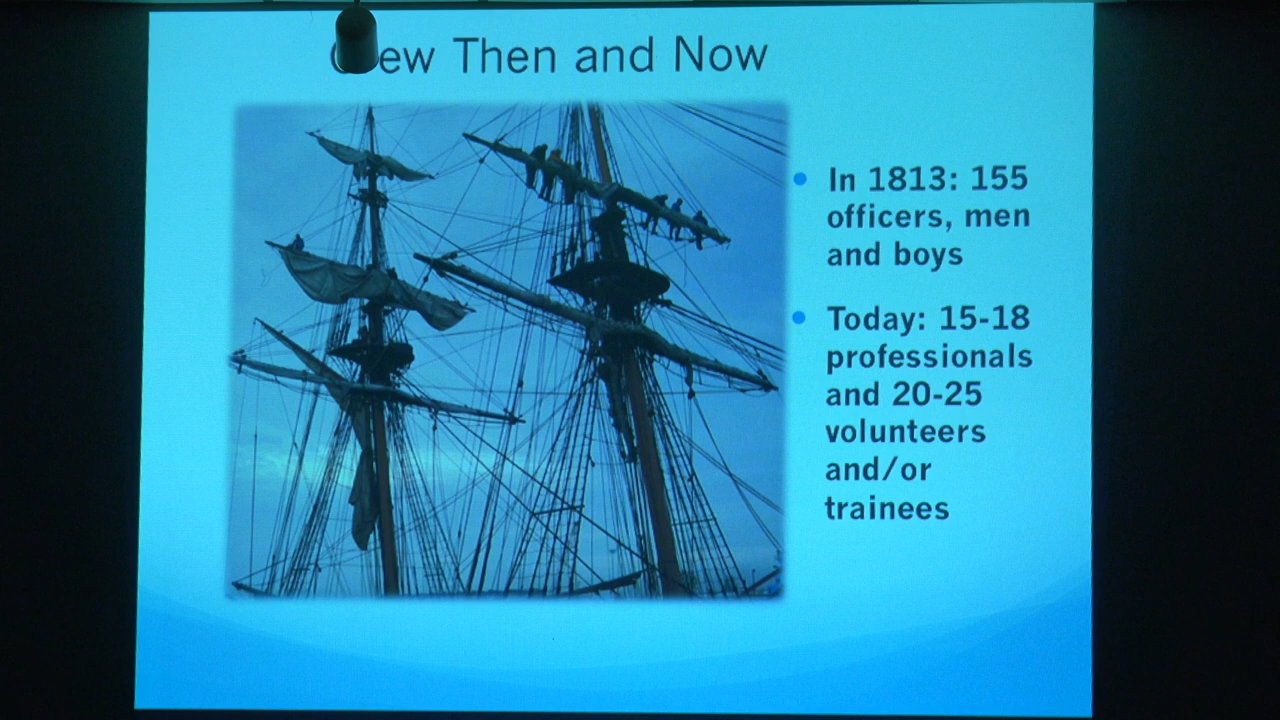 Crew Then and Now
In 1813: 155
officers, men
and boys
Today: 15-18
professionals
and 20-25
volunteers
and/or
trainees